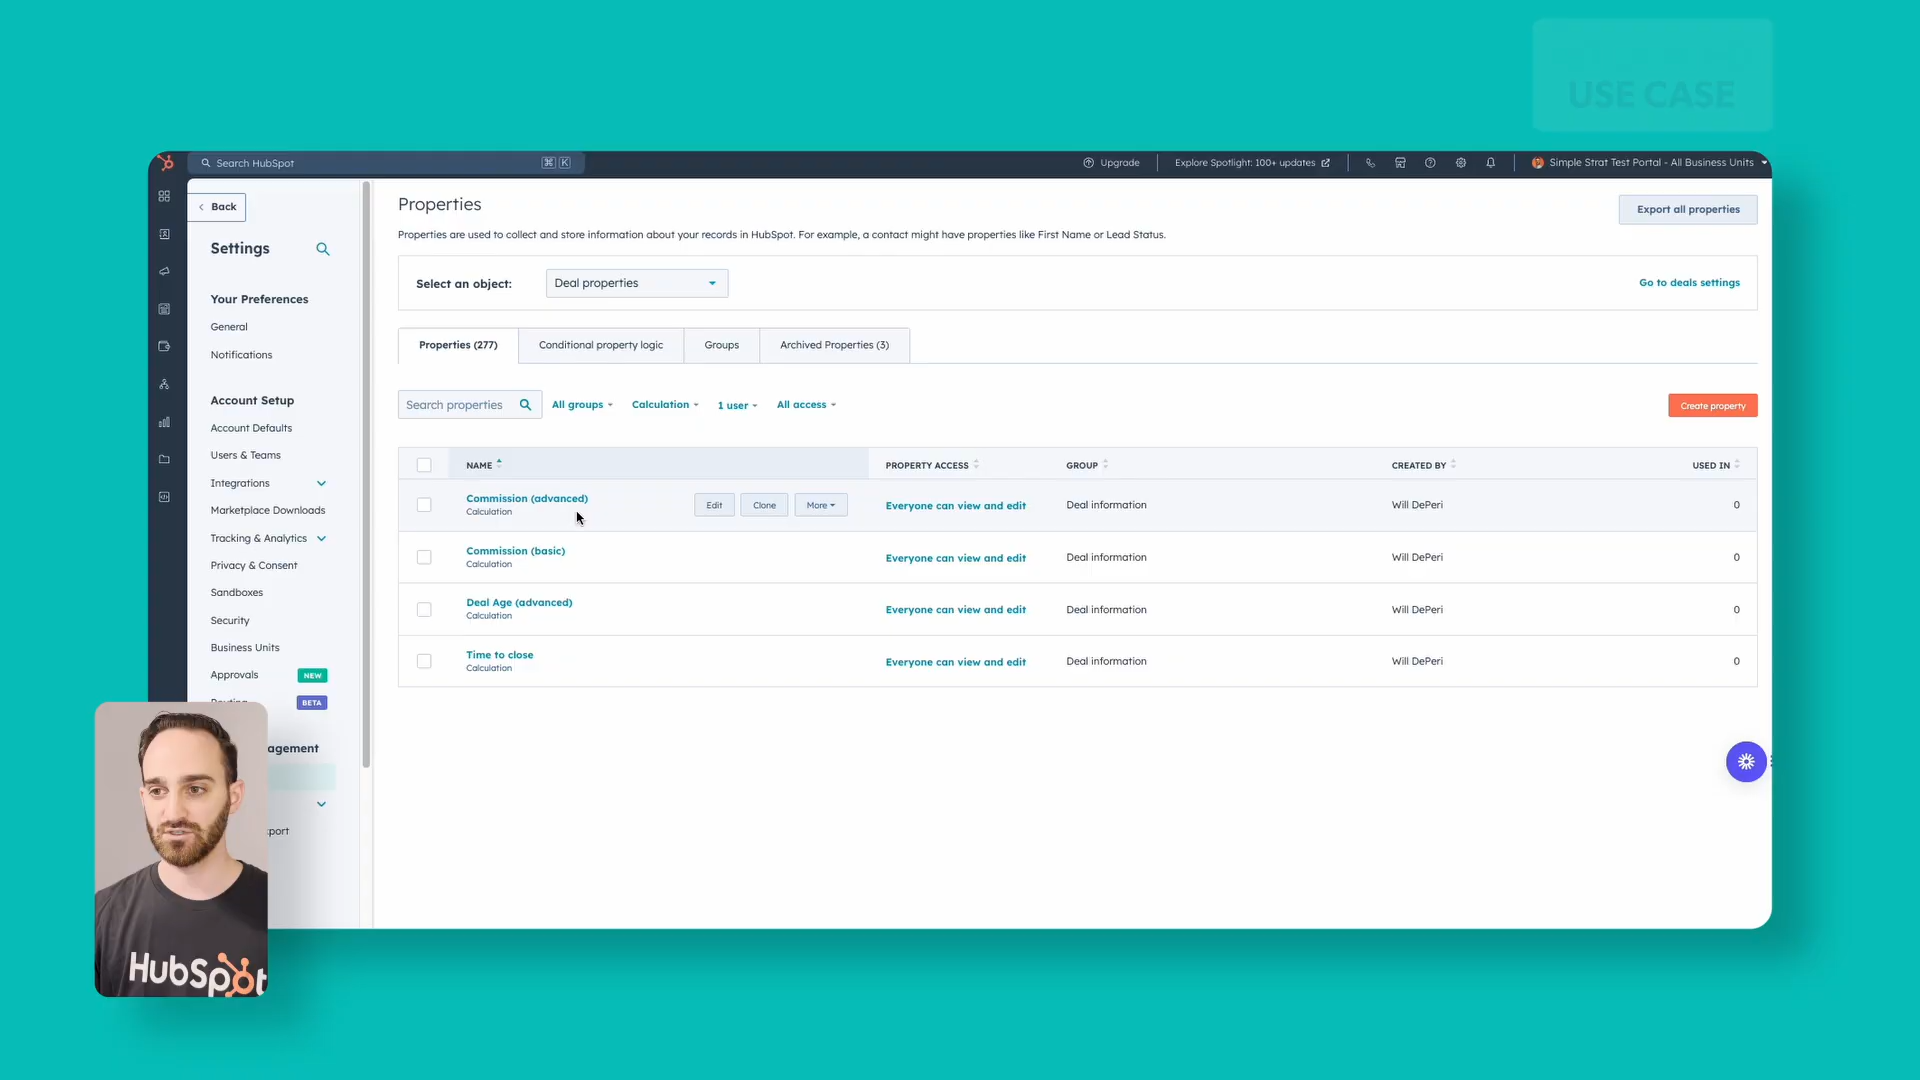 USE CASE
Search HubSpot
⌘ K
Upgrade
Explore Spotlight: 100+ updates
Simple Strat Test Portal - All Business Units
Back
Settings
Your Preferences
General
Notifications
Account Setup
Account Defaults
Users & Teams
Integrations
Marketplace Downloads
Tracking & Analytics
Privacy & Consent
Sandboxes
Security
Business Units
Approvals NEW
BETA
agement
port
Properties
Export all properties
Properties are used to collect and store information about your records in HubSpot. For example, a contact might have properties like First Name or Lead Status.
Select an object:
Deal properties
Go to deals settings
Properties (277)
Conditional property logic
Groups
Archived Properties (3)
Search properties
All groups
Calculation
1 user
All access
Create property
NAME
PROPERTY ACCESS
GROUP
CREATED BY
USED IN
Commission (advanced)
Calculation
Edit
Clone
More
Everyone can view and edit
Deal information
Will DePeri
0
Commission (basic)
Calculation
Everyone can view and edit
Deal information
Will DePeri
0
Deal Age (advanced)
Calculation
Everyone can view and edit
Deal information
Will DePeri
0
Time to close
Calculation
Everyone can view and edit
Deal information
Will DePeri
0
HubSpot